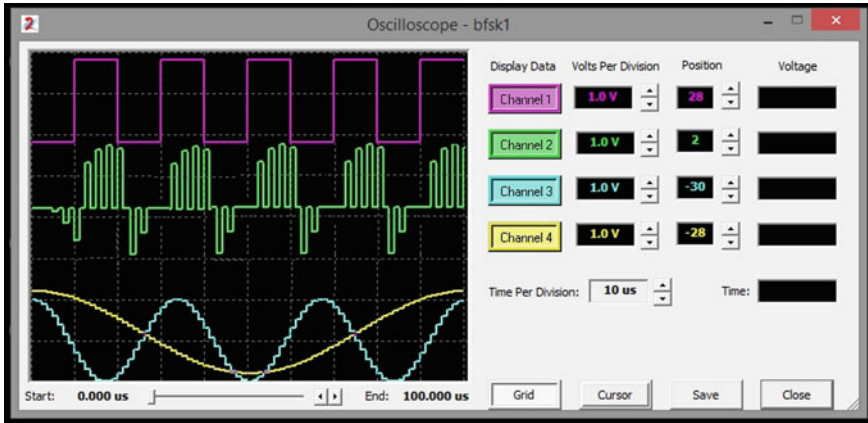 Oscilloscope - bfsk1
Display Data Volts Per Division Position Voltage
Channel 1 1.0 V 28
Channel 2 1.0 V 2
Channel 3 1.0 V -30
Channel 4 1.0 V -28
Time Per Division: 10 us Time:
Start: 0.000 us End: 100.000 us Grid Cursor Save Close